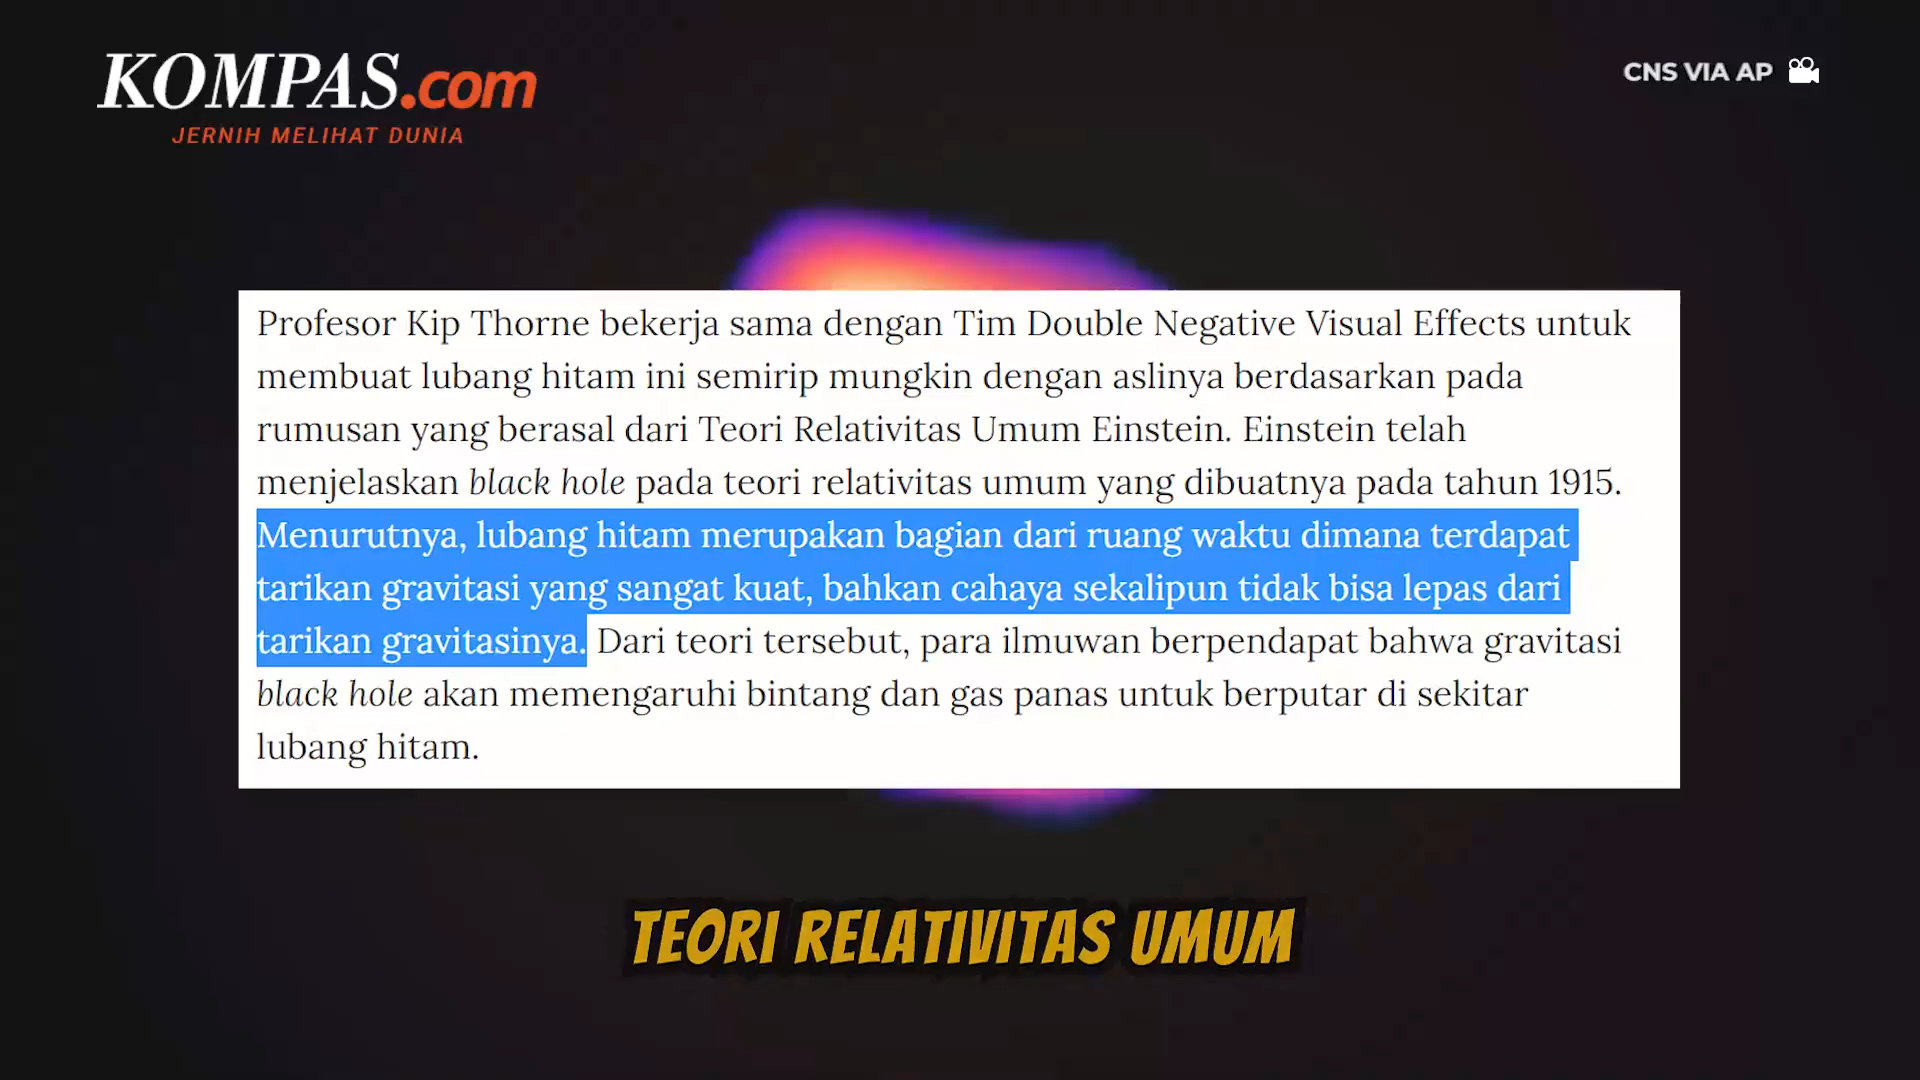 KOMPAS.com
JERNIH MELIHAT DUNIA
CNS VIA AP
Profesor Kip Thorne bekerja sama dengan Tim Double Negative Visual Effects untuk
membuat lubang hitam ini semirip mungkin dengan aslinya berdasarkan pada
rumusan yang berasal dari Teori Relativitas Umum Einstein. Einstein telah
menjelaskan black hole pada teori relativitas umum yang dibuatnya pada tahun 1915.
Menurutnya, lubang hitam merupakan bagian dari ruang waktu dimana terdapat
tarikan gravitasi yang sangat kuat, bahkan cahaya sekalipun tidak bisa lepas dari
tarikan gravitasinya. Dari teori tersebut, para ilmuwan berpendapat bahwa gravitasi
black hole akan memengaruhi bintang dan gas panas untuk berputar di sekitar
lubang hitam.
TEORI RELATIVITAS UMUM